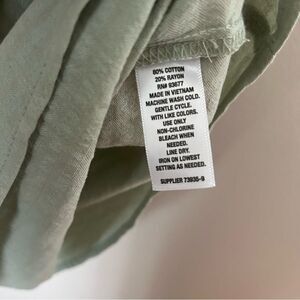 80% COTTON
20% RAYON
RN# 93677
MADE IN VIETNAM
MACHINE WASH COLD.
GENTLE CYCLE.
WITH LIKE COLORS.
USE ONLY
NON-CHLORINE
BLEACH WHEN
NEEDED.
LINE DRY.
IRON ON LOWEST
SETTING AS NEEDED.
SUPPLIER 73935-9